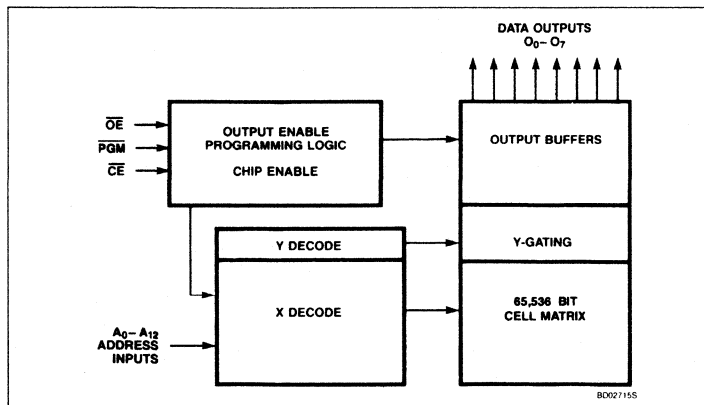 DATA OUTPUTS
O₀– O₇
OE
PGM
CE
OUTPUT ENABLE
PROGRAMMING LOGIC
CHIP ENABLE
OUTPUT BUFFERS
Y DECODE
Y-GATING
X DECODE
65,536 BIT
CELL MATRIX
A₀– A₁₂
ADDRESS
INPUTS
BD02715S